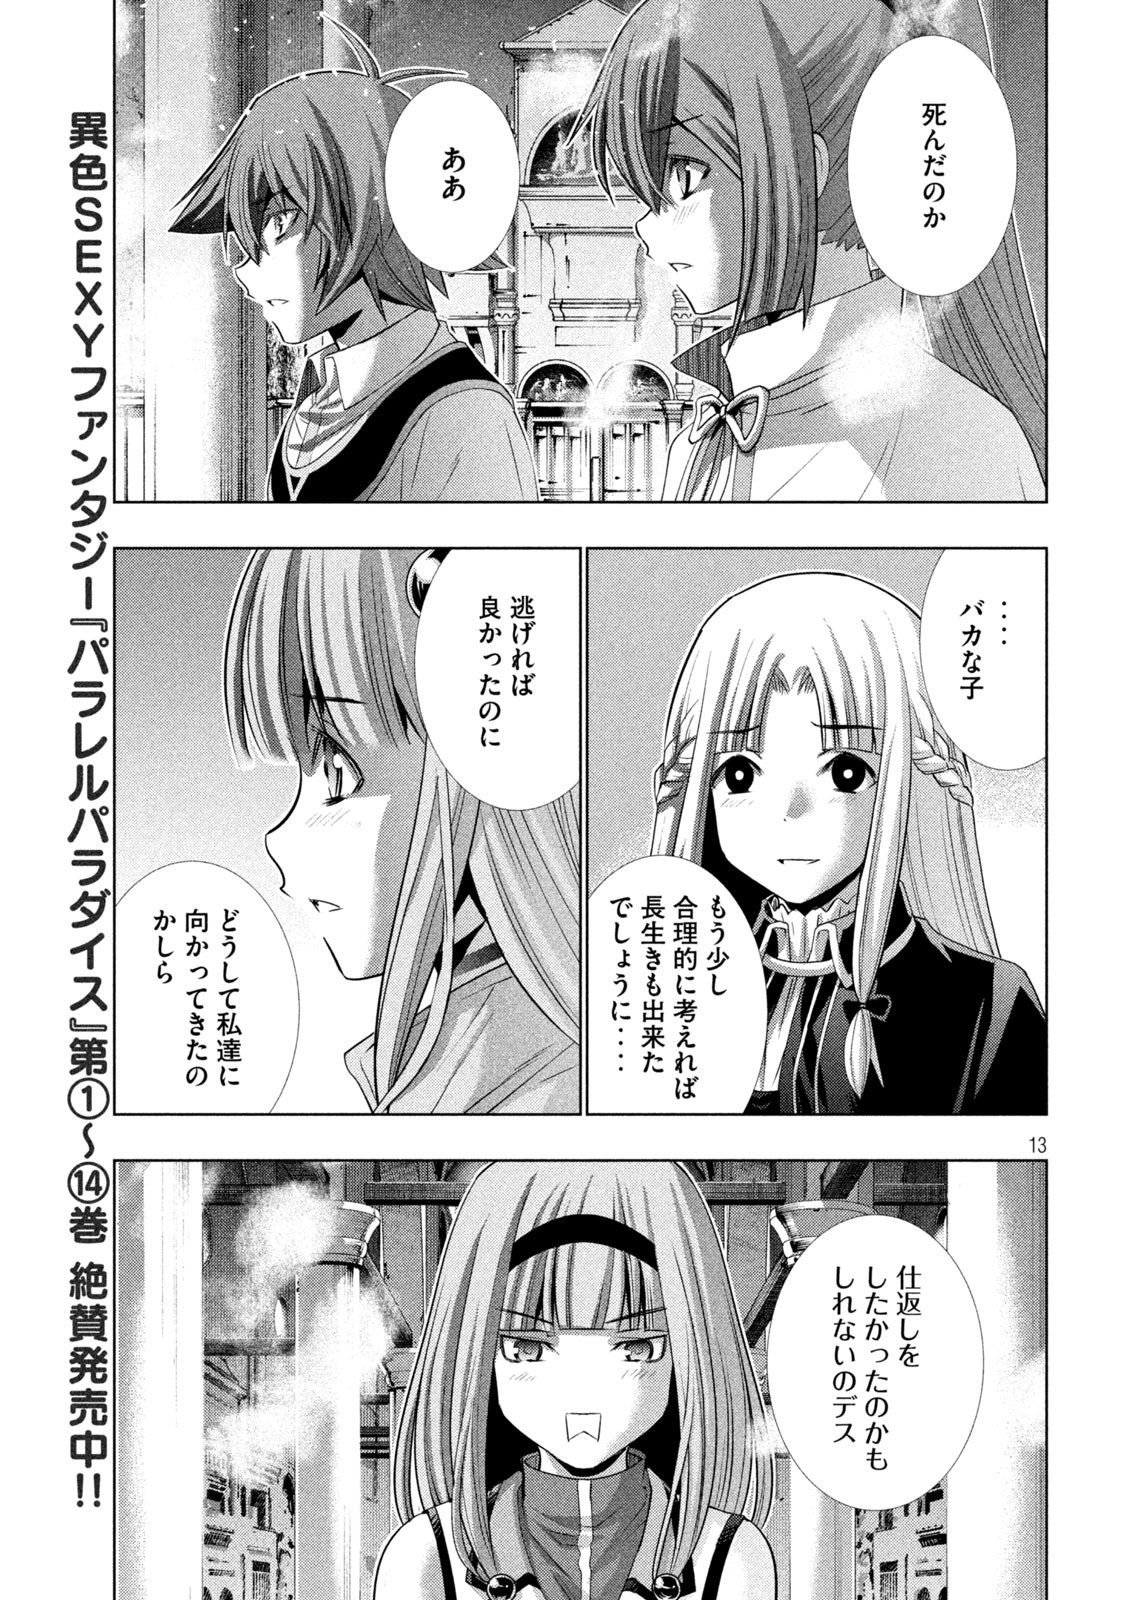 死んだのか
ああ
‥‥
バカな子
もう少し
合理的に考えれば
長生きも出来た
でしょうに‥‥
逃げれば
良かったのに
どうして私達に
向かってきたの
かしら
13
仕返しを
したかったのかも
しれないのデス
異色SEXYファンタジー『パラレルパラダイス』第①〜⑭巻 絶賛発売中!!